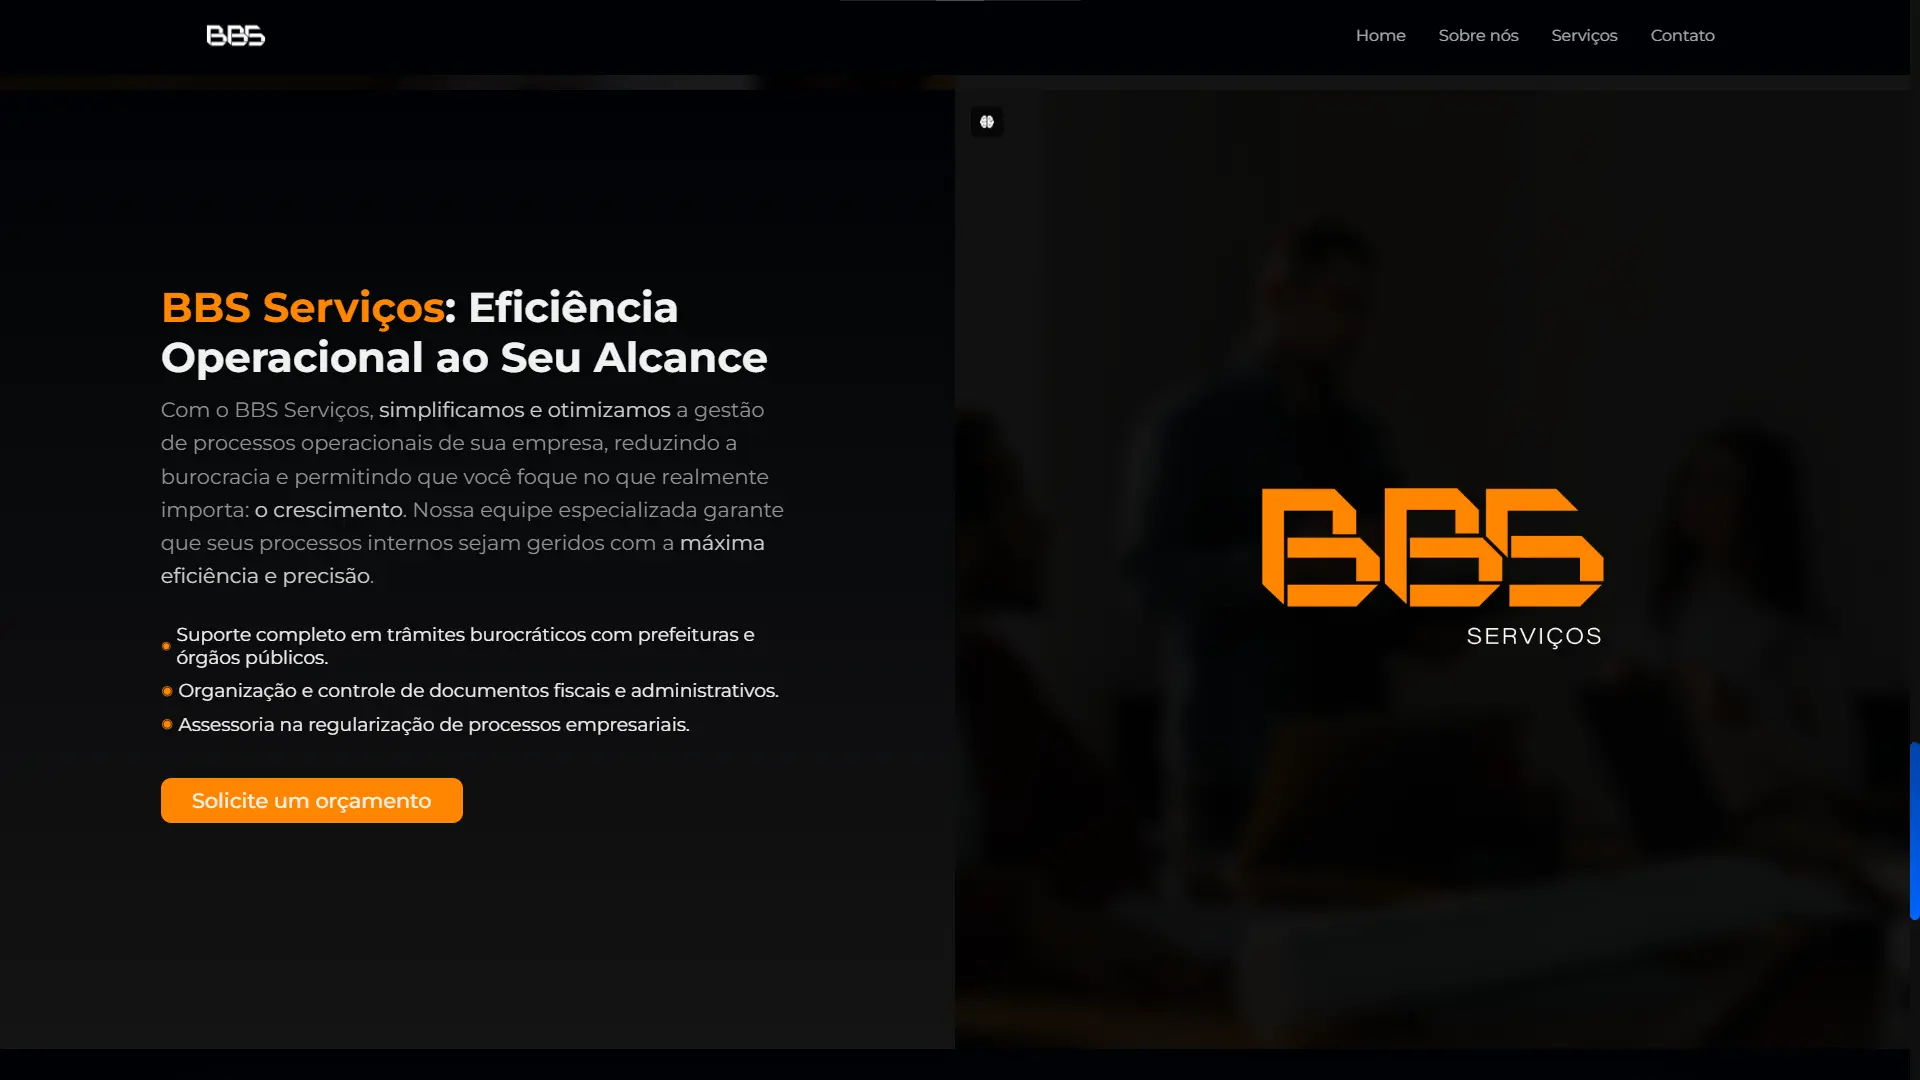 BBS
Home Sobre nós Serviços Contato
BBS Serviços: Eficiência
Operacional ao Seu Alcance
Com o BBS Serviços, simplificamos e otimizamos a gestão
de processos operacionais de sua empresa, reduzindo a
burocracia e permitindo que você foque no que realmente
importa: o crescimento. Nossa equipe especializada garante
que seus processos internos sejam geridos com a máxima
eficiência e precisão.
Suporte completo em trâmites burocráticos com prefeituras e
órgãos públicos.
Organização e controle de documentos fiscais e administrativos.
Assessoria na regularização de processos empresariais.
Solicite um orçamento
BBS
SERVIÇOS